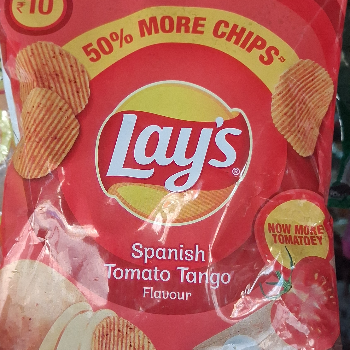 ₹10
50% MORE CHIPS*
Lay's®
Spanish
Tomato Tango
Flavour
NOW MORE
TOMATOEY